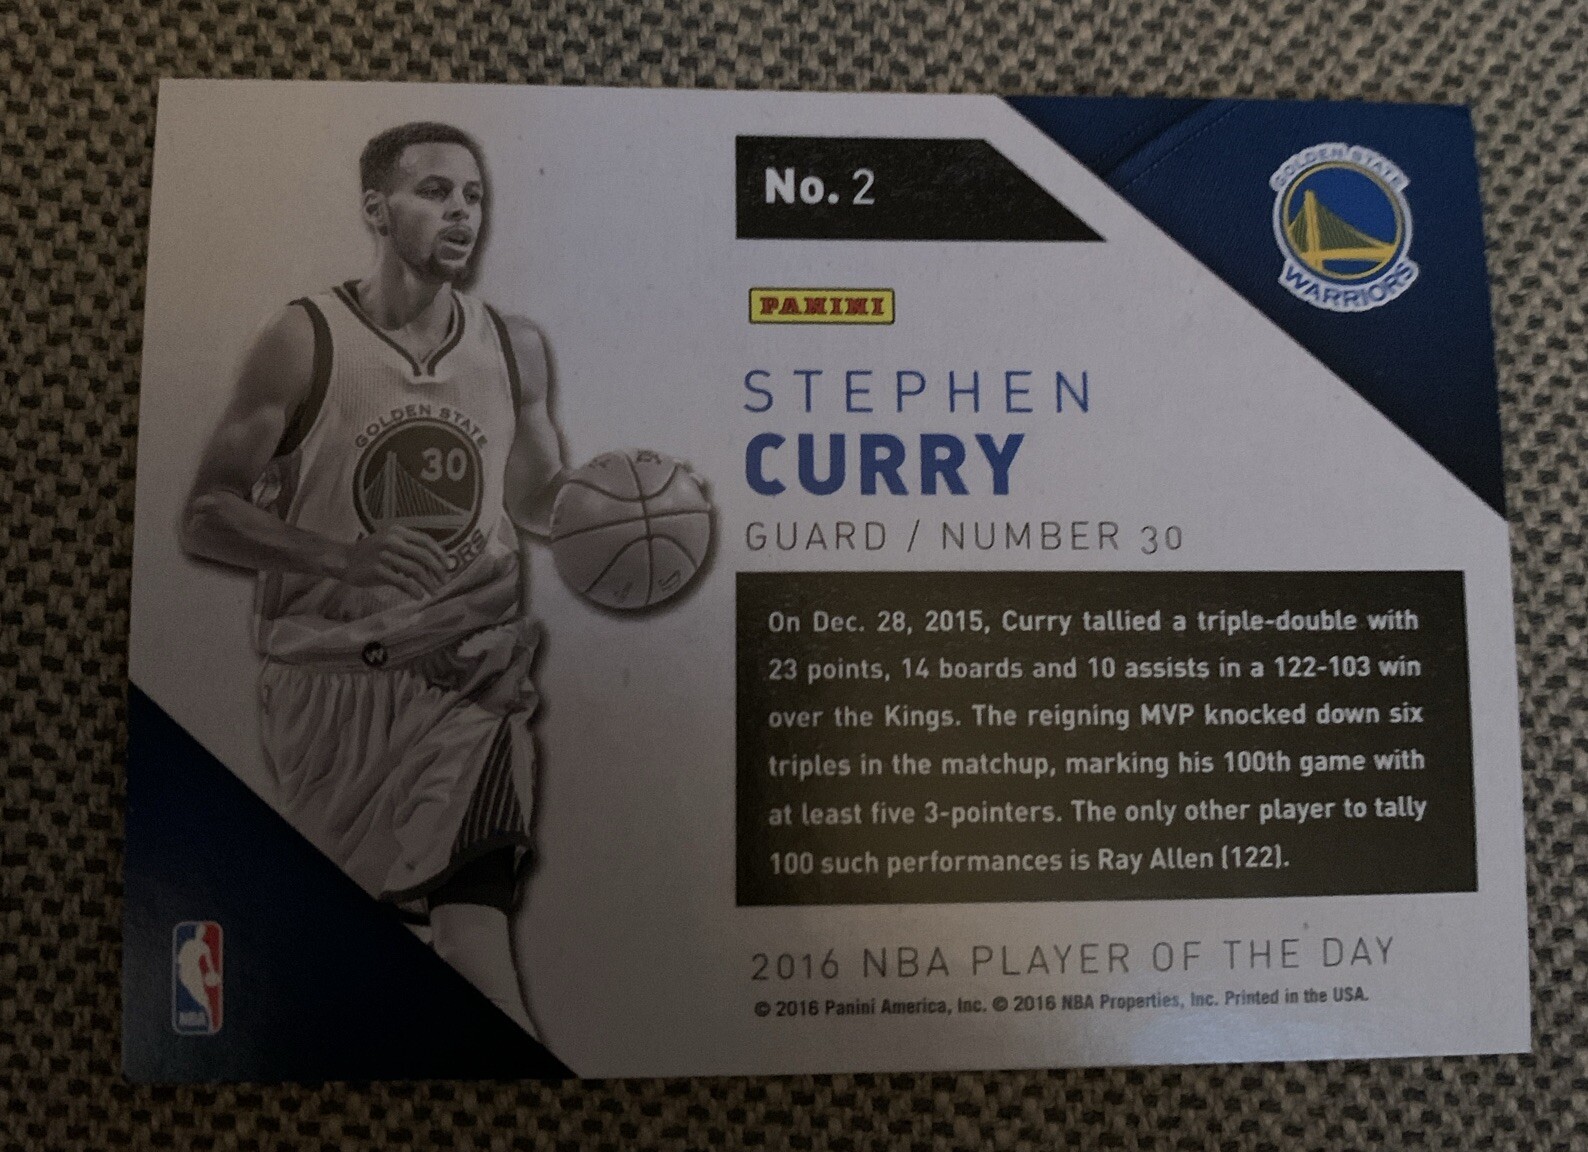 No. 2
GOLDEN STATE
WARRIORS
PANINI
STEPHEN
CURRY
GUARD / NUMBER 30
GOLDEN STATE
30
ORS
W
On Dec. 28, 2015, Curry tallied a triple-double with
23 points, 14 boards and 10 assists in a 122-103 win
over the Kings. The reigning MVP knocked down six
triples in the matchup, marking his 100th game with
at least five 3-pointers. The only other player to tally
100 such performances is Ray Allen (122).
2016 NBA PLAYER OF THE DAY
© 2016 Panini America, Inc. © 2016 NBA Properties, Inc. Printed in the USA.
NBA